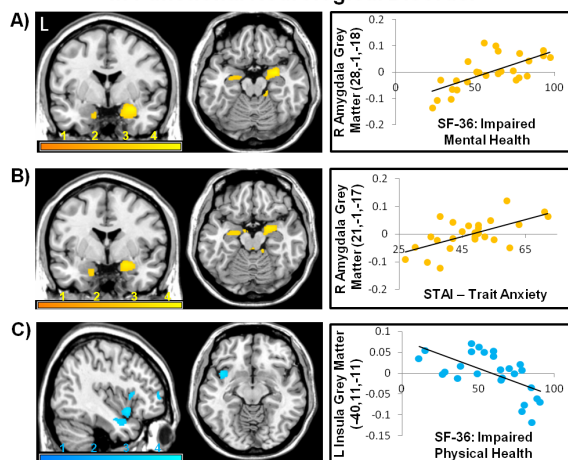 A)
L
1 2 3 4
R Amygdala Grey
Matter (28,-1,-18)
0.2
0.1
0
-0.1
-0.2
0 50 100
SF-36: Impaired
Mental Health
B)
1 2 3 4
R Amygdala Grey
Matter (21,-1,-17)
0.2
0.1
0
-0.1
-0.2
25 45 65
STAI – Trait Anxiety
C)
1 2 3 4
L Insula Grey Matter
(-40,11,-11)
0.1
0.05
0
-0.05
-0.1
-0.15
0 50 100
SF-36: Impaired
Physical Health